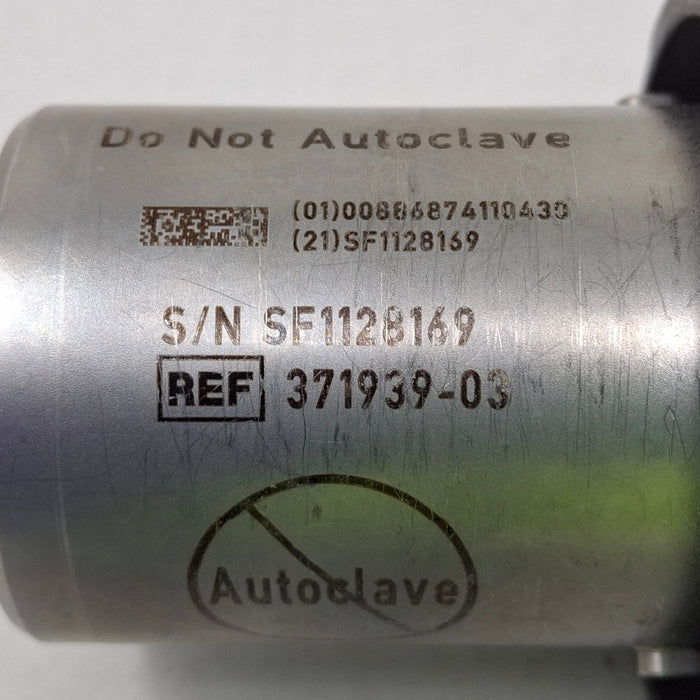 Do Not Autoclave
(01)00886874110430
(21)SF1128169
S/N SF1128169
REF 371939-03
Autoclave